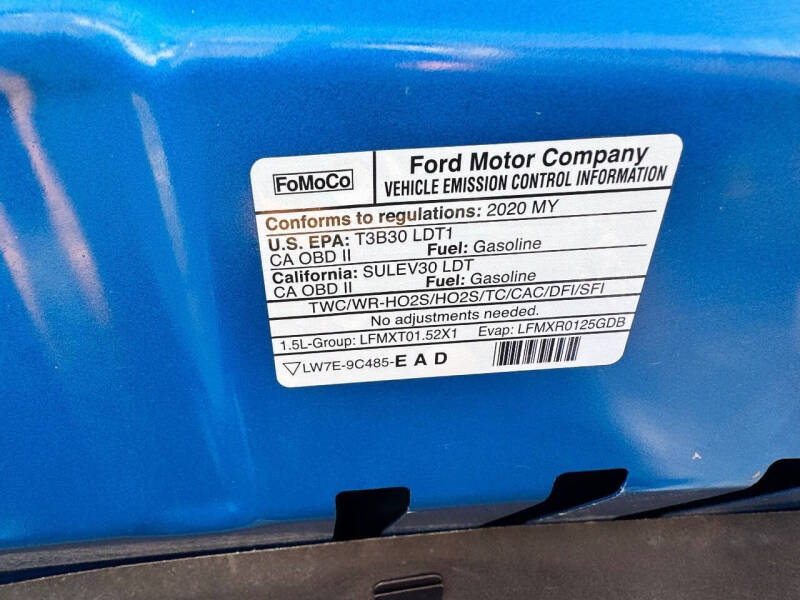 FoMoCo
Ford Motor Company
VEHICLE EMISSION CONTROL INFORMATION
Conforms to regulations: 2020 MY
U.S. EPA: T3B30 LDT1
CA OBD II Fuel: Gasoline
California: SULEV30 LDT
CA OBD II Fuel: Gasoline
TWC/WR-HO2S/HO2S/TC/CAC/DFI/SFI
No adjustments needed.
1.5L-Group: LFMXT01.52X1 Evap: LFMXR0125GDB
LW7E-9C485-E A D